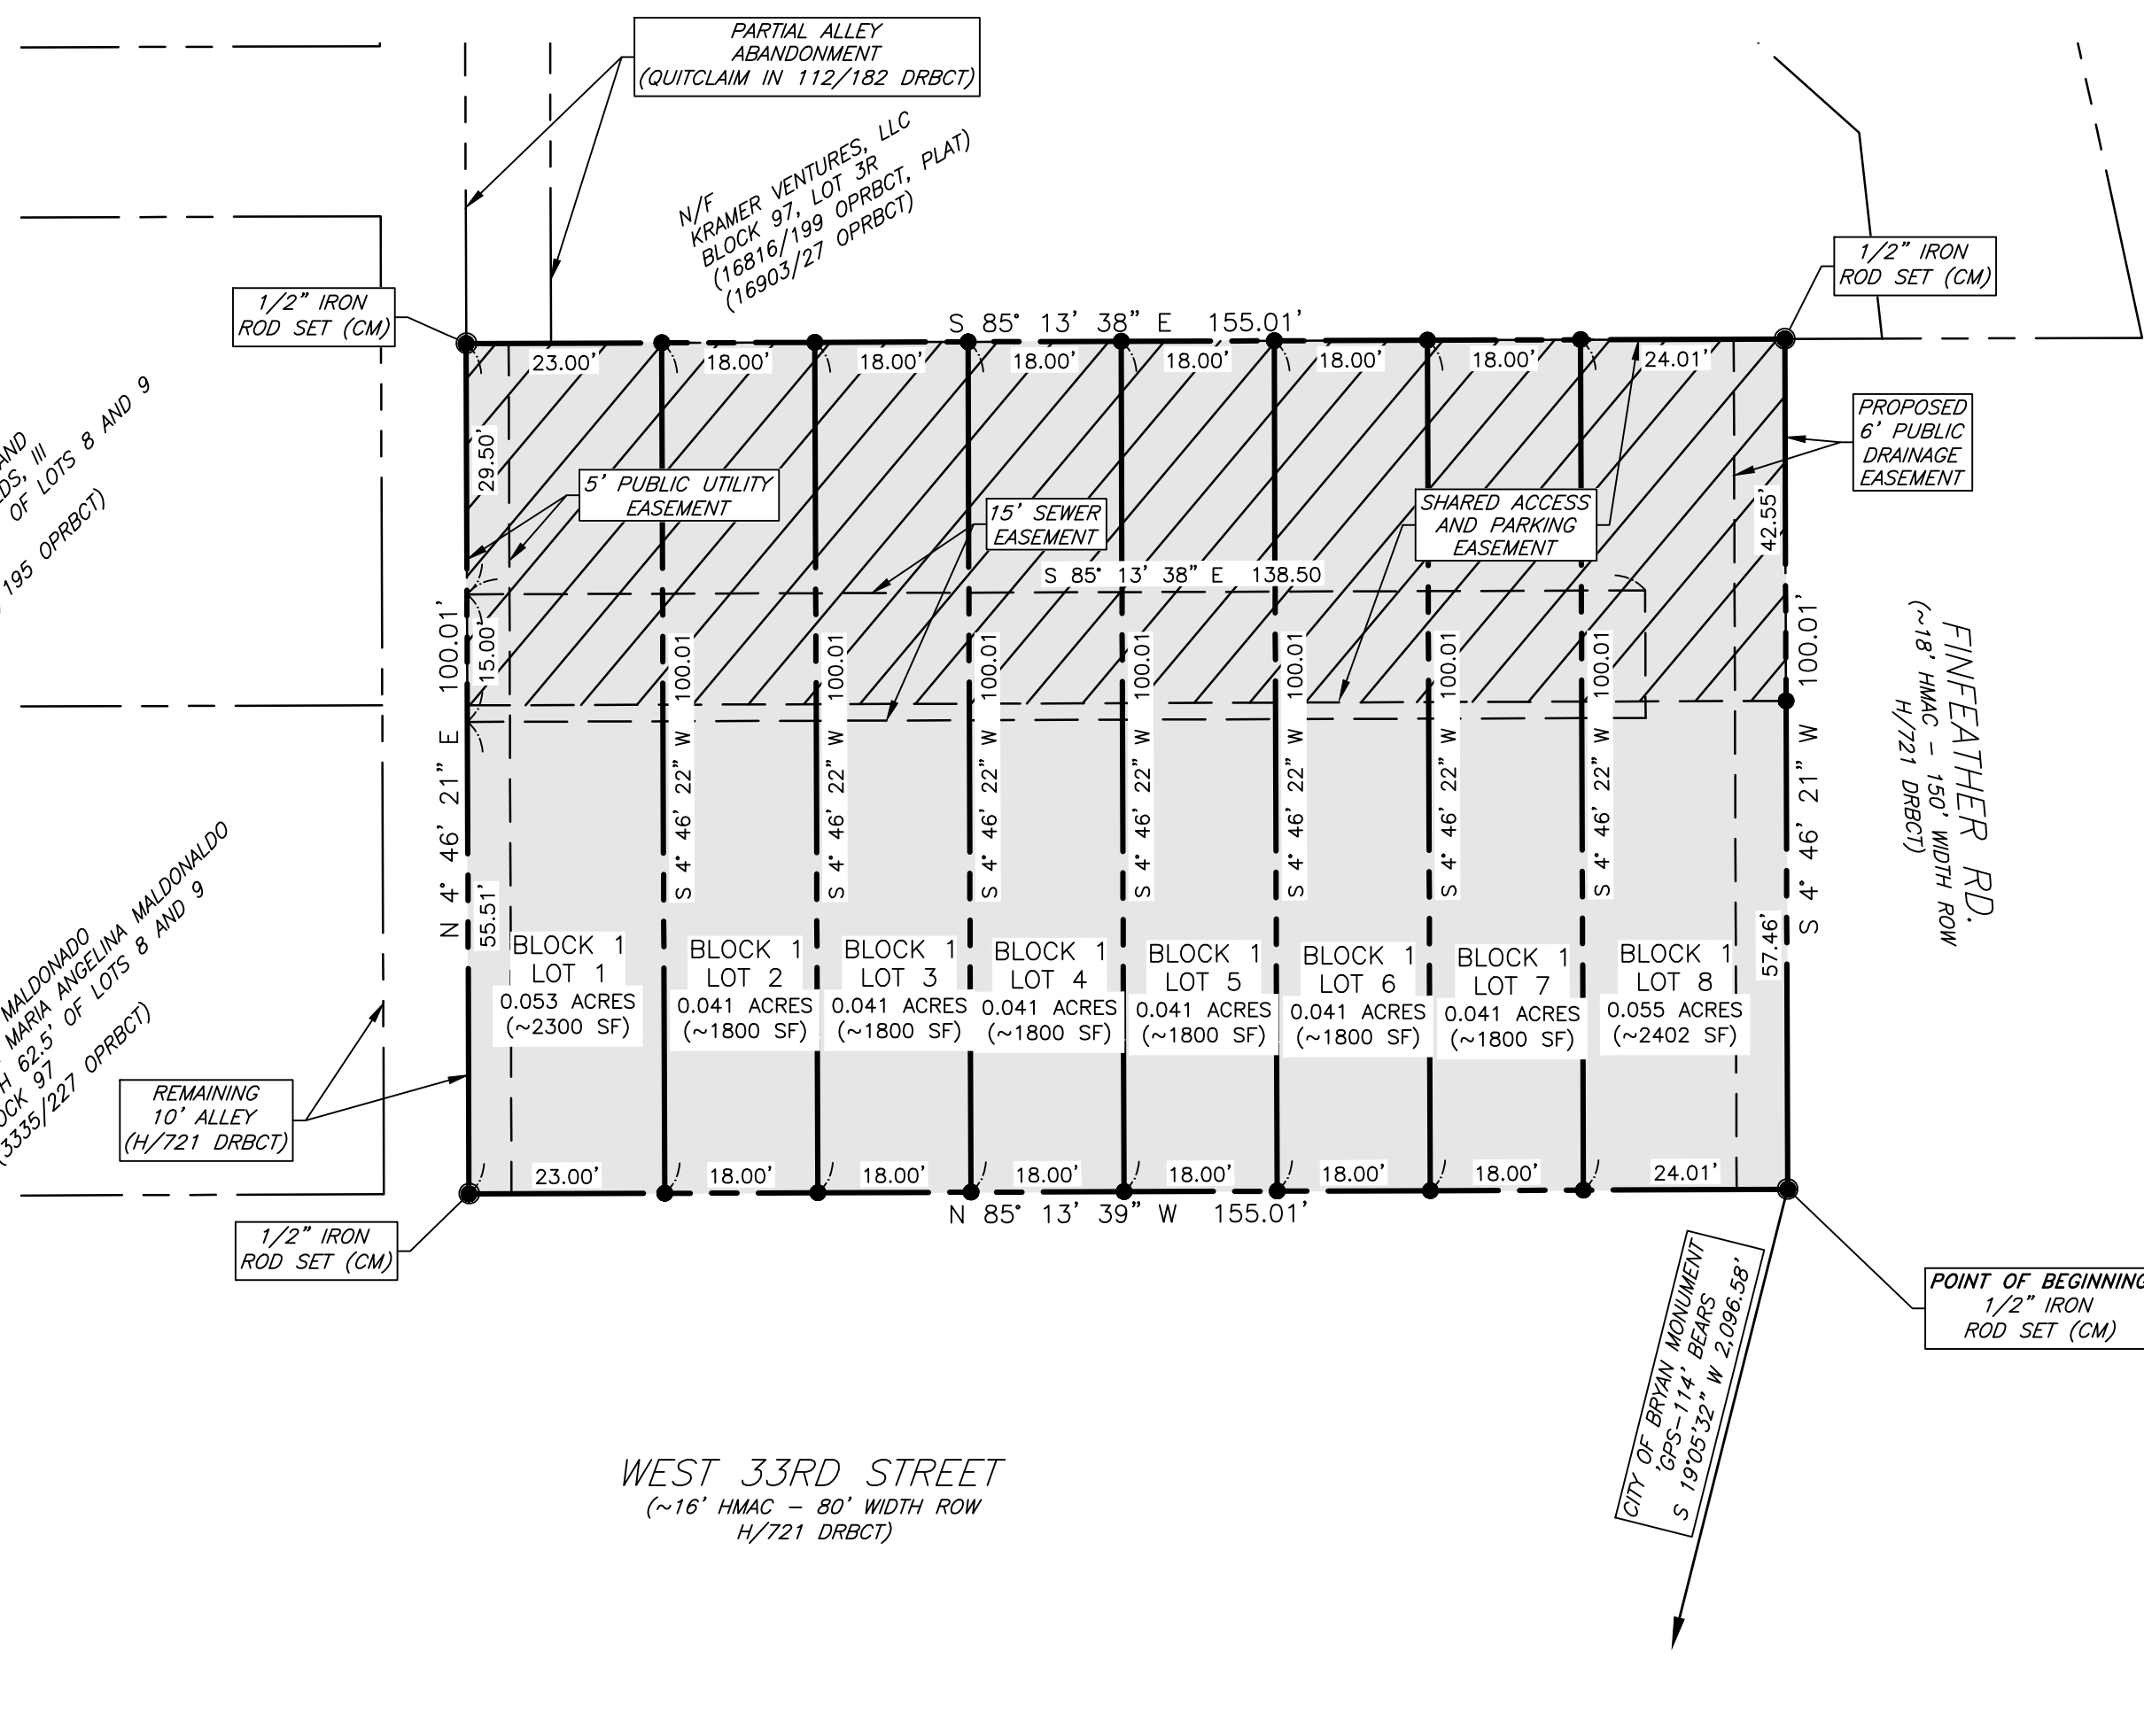 PARTIAL ALLEY
ABANDONMENT
(QUITCLAIM IN 112/182 DRBCT)
N/F
KRAMER VENTURES, LLC
BLOCK 97, LOT 3R
(16816/199 OPRBCT, PLAT)
(16903/27 OPRBCT)
1/2" IRON
ROD SET (CM)
1/2" IRON
ROD SET (CM)
S 85° 13' 38" E 155.01'
23.00'
18.00'
18.00'
18.00'
18.00'
18.00'
18.00'
24.01'
AND
DS, III
OF LOTS 8 AND 9
195 OPRBCT)
29.50'
5' PUBLIC UTILITY
EASEMENT
15' SEWER
EASEMENT
SHARED ACCESS
AND PARKING
EASEMENT
PROPOSED
6' PUBLIC
DRAINAGE
EASEMENT
42.55'
S 85° 13' 38" E 138.50
15.00'
N 4° 46' 21" E 100.01'
S 4° 46' 22" W 100.01
S 4° 46' 22" W 100.01
S 4° 46' 22" W 100.01
S 4° 46' 22" W 100.01
S 4° 46' 22" W 100.01
S 4° 46' 22" W 100.01
S 4° 46' 22" W 100.01
S 4° 46' 21" W 100.01'
FINFEATHER RD.
(~18' HMAC - 150' WIDTH ROW
H/721 DRBCT)
55.51'
57.46'
BLOCK 1
LOT 1
0.053 ACRES
(~2300 SF)
BLOCK 1
LOT 2
0.041 ACRES
(~1800 SF)
BLOCK 1
LOT 3
0.041 ACRES
(~1800 SF)
BLOCK 1
LOT 4
0.041 ACRES
(~1800 SF)
BLOCK 1
LOT 5
0.041 ACRES
(~1800 SF)
BLOCK 1
LOT 6
0.041 ACRES
(~1800 SF)
BLOCK 1
LOT 7
0.041 ACRES
(~1800 SF)
BLOCK 1
LOT 8
0.055 ACRES
(~2402 SF)
MALDONADO
MARIA ANGELINA MALDONALDO
H 62.5' OF LOTS 8 AND 9
OCK 97
(3335/227 OPRBCT)
REMAINING
10' ALLEY
(H/721 DRBCT)
23.00'
18.00'
18.00'
18.00'
18.00'
18.00'
18.00'
24.01'
N 85° 13' 39" W 155.01'
1/2" IRON
ROD SET (CM)
POINT OF BEGINNING
1/2" IRON
ROD SET (CM)
CITY OF BRYAN MONUMENT
'GPS-114' BEARS
S 19°05'32" W 2,096.58'
WEST 33RD STREET
(~16' HMAC - 80' WIDTH ROW
H/721 DRBCT)